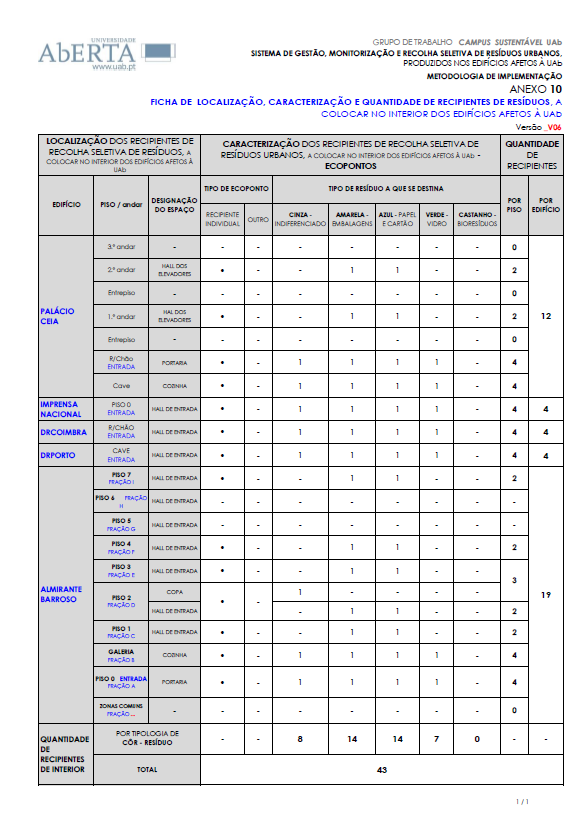 UNIVERSIDADE
AbERTA
www.uab.pt
GRUPO DE TRABALHO CAMPUS SUSTENTÁVEL UAb
SISTEMA DE GESTÃO, MONITORIZAÇÃO E RECOLHA SELETIVA DE RESÍDUOS URBANOS,
PRODUZIDOS NOS EDIFÍCIOS AFETOS À UAb
METODOLOGIA DE IMPLEMENTAÇÃO
ANEXO 10
FICHA DE LOCALIZAÇÃO, CARACTERIZAÇÃO E QUANTIDADE DE RECIPIENTES DE RESÍDUOS, A
COLOCAR NO INTERIOR DOS EDIFÍCIOS AFETOS À UAb
Versão _V06
LOCALIZAÇÃO DOS RECIPIENTES DE
RECOLHA SELETIVA DE RESÍDUOS, A
COLOCAR NO INTERIOR DOS EDIFÍCIOS AFETOS À
UAb
CARACTERIZAÇÃO DOS RECIPIENTES DE RECOLHA SELETIVA DE
RESÍDUOS URBANOS, A COLOCAR NO INTERIOR DOS EDIFÍCIOS AFETOS À UAb -
ECOPONTOS
QUANTIDADE
DE
RECIPIENTES
EDIFÍCIO
PISO / andar
DESIGNAÇÃO
DO ESPAÇO
TIPO DE ECOPONTO
TIPO DE RESÍDUO A QUE SE DESTINA
POR
PISO
POR
EDIFÍCIO
RECIPIENTE
INDIVIDUAL
OUTRO
CINZA -
INDIFERENCIADO
AMARELA -
EMBALAGENS
AZUL - PAPEL
E CARTÃO
VERDE -
VIDRO
CASTANHO -
BIORESÍDUOS
PALÁCIO
CEIA
3.º andar - - - - - - - - 0
2.º andar HALL DOS
ELEVADORES • - - 1 1 - - 2
Entrepiso - - - - - - - - 0
1.º andar HAL DOS
ELEVADORES • - - 1 1 - - 2
12
Entrepiso - - - - - - - - 0
R/Chão
ENTRADA PORTARIA • - 1 1 1 1 - 4
Cave COZINHA • - 1 1 1 1 - 4
IMPRENSA
NACIONAL
PISO 0
ENTRADA HALL DE ENTRADA • - 1 1 1 1 - 4 4
DRCOIMBRA
R/CHÃO
ENTRADA HALL DE ENTRADA • - 1 1 1 1 - 4 4
DRPORTO
CAVE
ENTRADA HALL DE ENTRADA • - 1 1 1 1 - 4 4
ALMIRANTE
BARROSO
PISO 7
FRAÇÃO I HALL DE ENTRADA • - - 1 1 - - 2
PISO 6 FRAÇÃO
H HALL DE ENTRADA - - - - - - - -
PISO 5
FRAÇÃO G HALL DE ENTRADA - - - - - - - -
PISO 4
FRAÇÃO F HALL DE ENTRADA • - - 1 1 - - 2
PISO 3
FRAÇÃO E HALL DE ENTRADA • - - 1 1 - -
3
PISO 2
FRAÇÃO D
COPA • - 1 - - - -
HALL DE ENTRADA - 1 1 - - 2
19
PISO 1
FRAÇÃO C HALL DE ENTRADA • - - 1 1 - - 2
GALERIA
FRAÇÃO B COZINHA • - 1 1 1 1 - 4
PISO 0 ENTRADA
FRAÇÃO A PORTARIA • - 1 1 1 1 - 4
ZONAS COMUNS
FRAÇÃO ... - - - - - - - - 0
QUANTIDADE
DE
RECIPIENTES
DE INTERIOR
POR TIPOLOGIA DE
CÔR - RESÍDUO
- - 8 14 14 7 0 - -
TOTAL
43
1 / 1